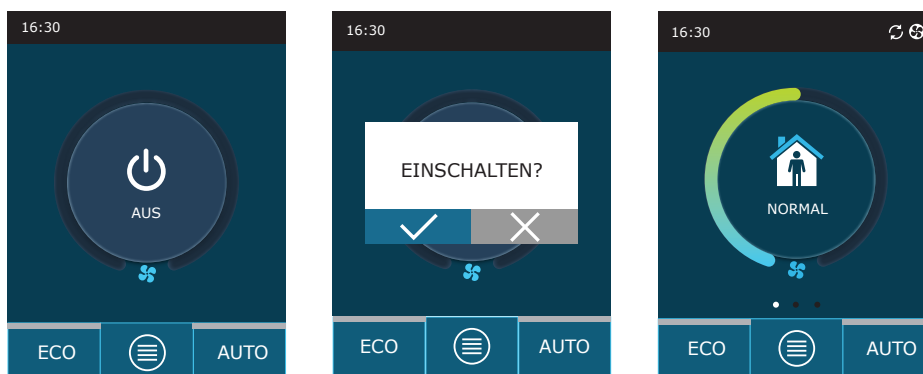 16:30
AUS
ECO
AUTO
16:30
EINSCHALTEN?
ECO
AUTO
16:30
NORMAL
ECO
AUTO